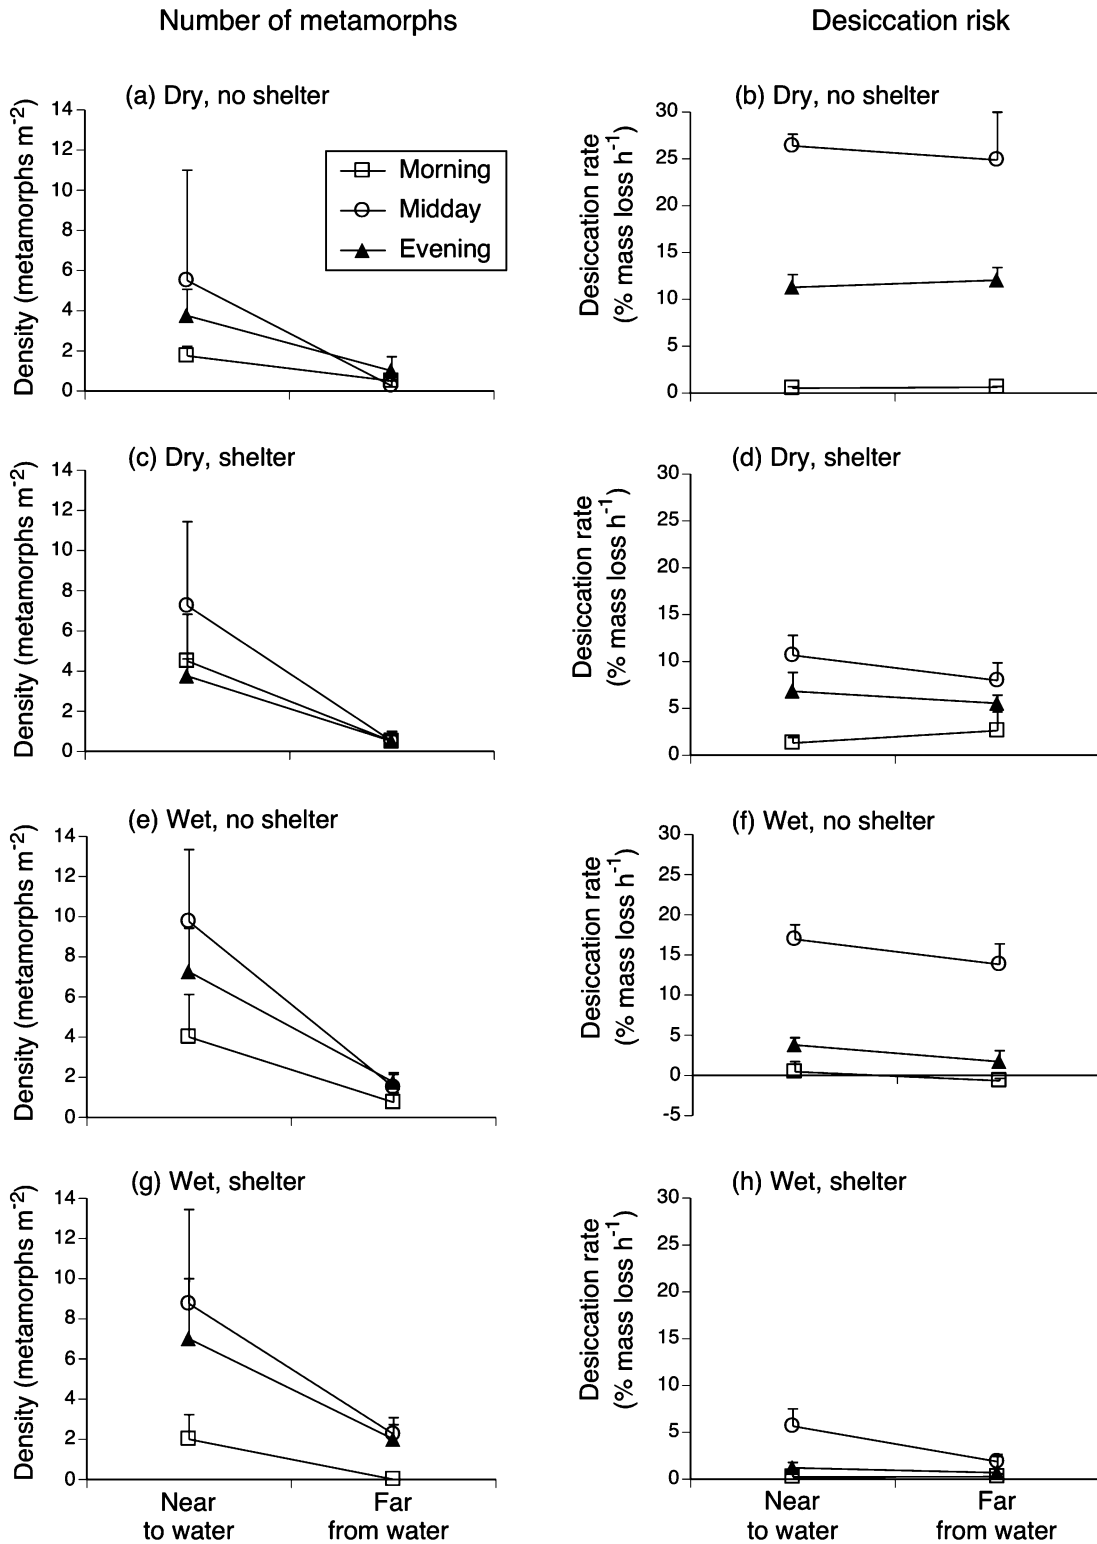 Number of metamorphs
Desiccation risk
(a) Dry, no shelter
Density (metamorphs m-2)
14
12
10
8
6
4
2
0
Morning
Midday
Evening
(b) Dry, no shelter
Desiccation rate
(% mass loss h-1)
30
25
20
15
10
5
0
(c) Dry, shelter
Density (metamorphs m-2)
14
12
10
8
6
4
2
0
(d) Dry, shelter
Desiccation rate
(% mass loss h-1)
30
25
20
15
10
5
0
(e) Wet, no shelter
Density (metamorphs m-2)
14
12
10
8
6
4
2
0
(f) Wet, no shelter
Desiccation rate
(% mass loss h-1)
30
25
20
15
10
5
0
-5
(g) Wet, shelter
Density (metamorphs m-2)
14
12
10
8
6
4
2
0
Near
to water
Far
from water
(h) Wet, shelter
Desiccation rate
(% mass loss h-1)
30
25
20
15
10
5
0
Near
to water
Far
from water